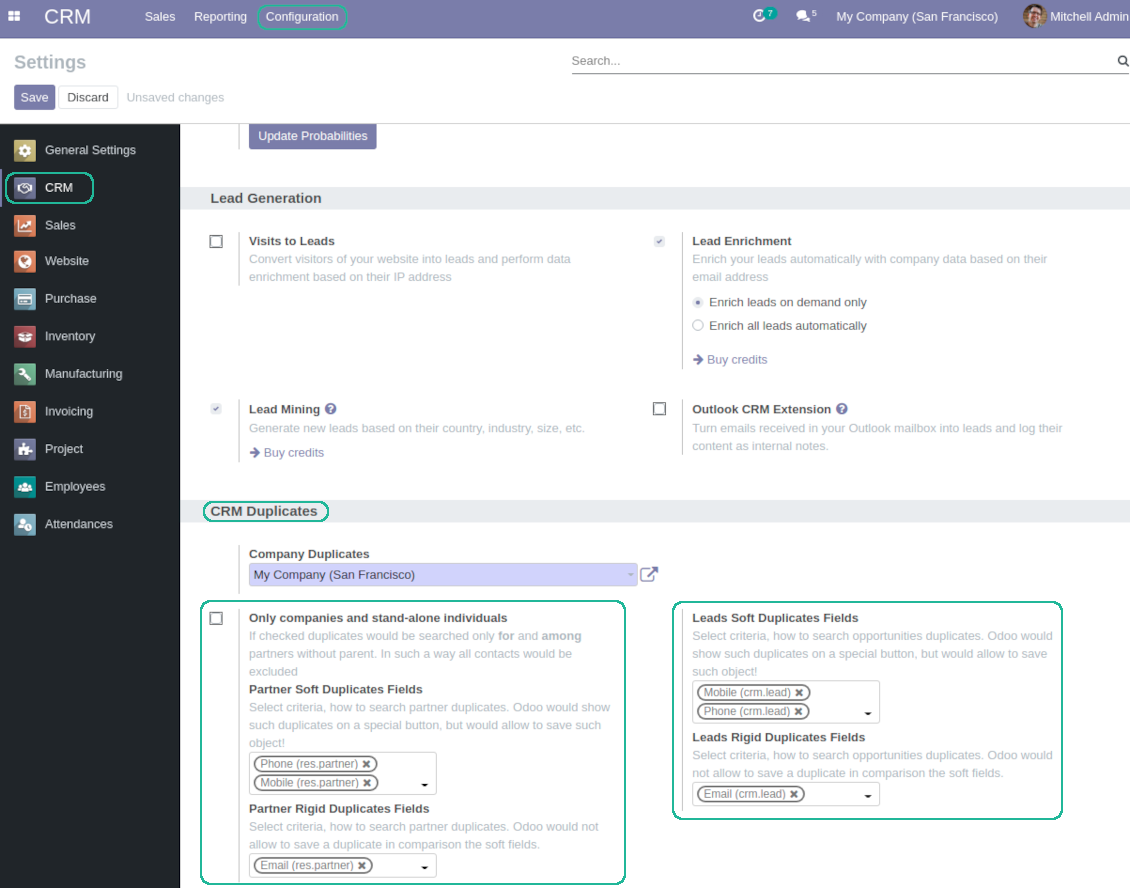 CRM Sales Reporting Configuration 7 5 My Company (San Francisco) Mitchell Admin
Settings
Search...
Save Discard Unsaved changes
General Settings
CRM
Sales
Website
Purchase
Inventory
Manufacturing
Invoicing
Project
Employees
Attendances
Update Probabilities
Lead Generation
Visits to Leads
Convert visitors of your website into leads and perform data
enrichment based on their IP address
Lead Enrichment
Enrich your leads automatically with company data based on their
email address
Enrich leads on demand only
Enrich all leads automatically
Buy credits
Lead Mining ?
Generate new leads based on their country, industry, size, etc.
Buy credits
Outlook CRM Extension ?
Turn emails received in your Outlook mailbox into leads and log their
content as internal notes.
CRM Duplicates
Company Duplicates
My Company (San Francisco)
Only companies and stand-alone individuals
If checked duplicates would be searched only for and among
partners without parent. In such a way all contacts would be
excluded
Partner Soft Duplicates Fields
Select criteria, how to search partner duplicates. Odoo would show
such duplicates on a special button, but would allow to save such
object!
Phone (res.partner) ✖
Mobile (res.partner) ✖
Partner Rigid Duplicates Fields
Select criteria, how to search partner duplicates. Odoo would not
allow to save a duplicate in comparison the soft fields.
Email (res.partner) ✖
Leads Soft Duplicates Fields
Select criteria, how to search opportunities duplicates. Odoo would
show such duplicates on a special button, but would allow to save
such object!
Mobile (crm.lead) ✖
Phone (crm.lead) ✖
Leads Rigid Duplicates Fields
Select criteria, how to search opportunities duplicates. Odoo would
not allow to save a duplicate in comparison the soft fields.
Email (crm.lead) ✖